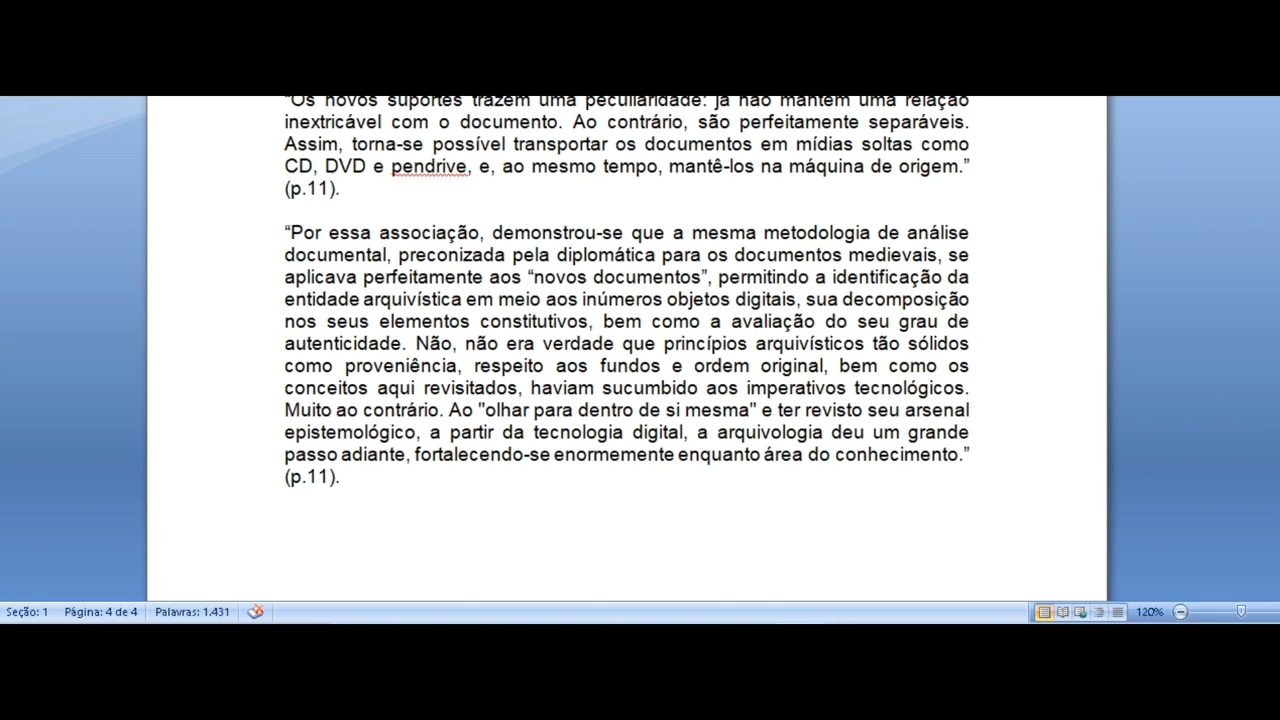 “Os novos suportes trazem uma peculiaridade: já não mantém uma relação
inextricável com o documento. Ao contrário, são perfeitamente separáveis.
Assim, torna-se possível transportar os documentos em mídias soltas como
CD, DVD e pendrive, e, ao mesmo tempo, mantê-los na máquina de origem.”
(p.11).
“Por essa associação, demonstrou-se que a mesma metodologia de análise
documental, preconizada pela diplomática para os documentos medievais, se
aplicava perfeitamente aos “novos documentos”, permitindo a identificação da
entidade arquivística em meio aos inúmeros objetos digitais, sua decomposição
nos seus elementos constitutivos, bem como a avaliação do seu grau de
autenticidade. Não, não era verdade que princípios arquivísticos tão sólidos
como proveniência, respeito aos fundos e ordem original, bem como os
conceitos aqui revisitados, haviam sucumbido aos imperativos tecnológicos.
Muito ao contrário. Ao "olhar para dentro de si mesma" e ter revisto seu arsenal
epistemológico, a partir da tecnologia digital, a arquivologia deu um grande
passo adiante, fortalecendo-se enormemente enquanto área do conhecimento.”
(p.11).
Seção: 1 Página: 4 de 4 Palavras: 1.431 120%